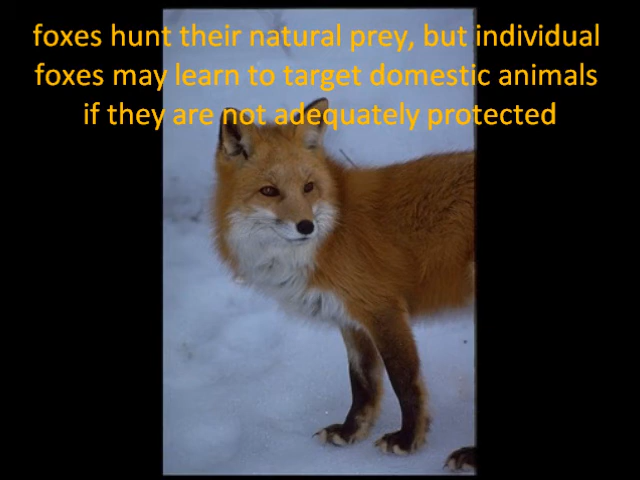 foxes hunt their natural prey, but individual
foxes may learn to target domestic animals
if they are not adequately protected